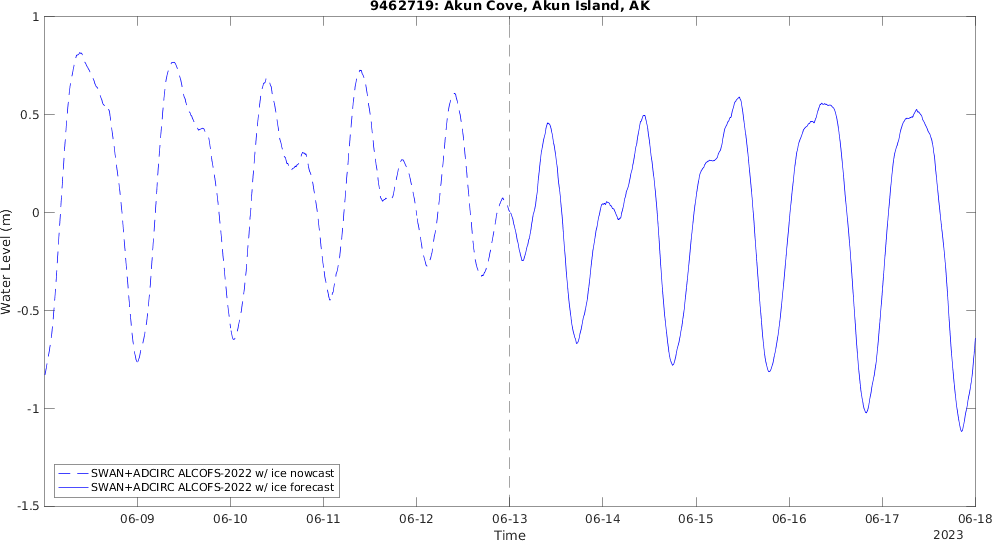 9462719: Akun Cove, Akun Island, AK
1
0.5
0
-0.5
-1
-1.5
Water Level (m)
SWAN+ADCIRC ALCOFS-2022 w/ ice nowcast
SWAN+ADCIRC ALCOFS-2022 w/ ice forecast
06-09 06-10 06-11 06-12 06-13 06-14 06-15 06-16 06-17 06-18
Time
2023